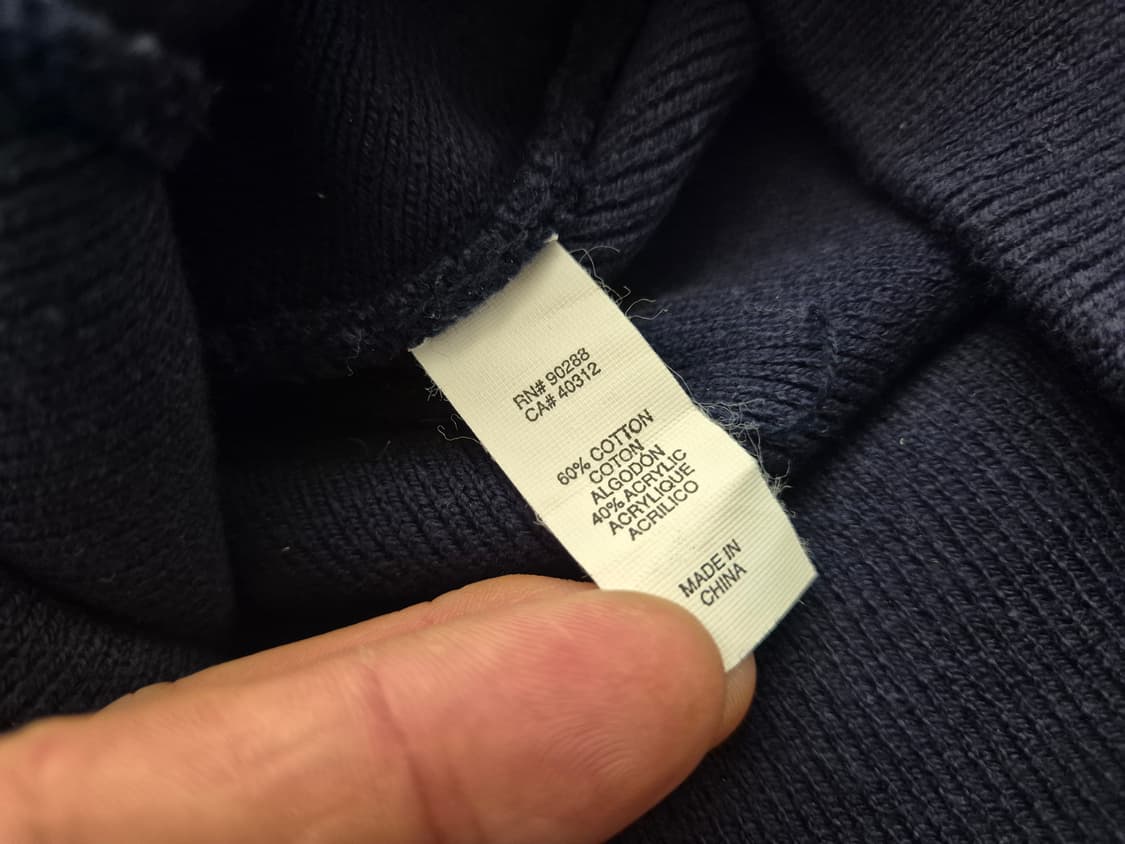 RN# 90288
CA# 40312
60% COTTON
COTON
ALGODÓN
40% ACRYLIC
ACRYLIQUE
ACRILICO
MADE IN
CHINA